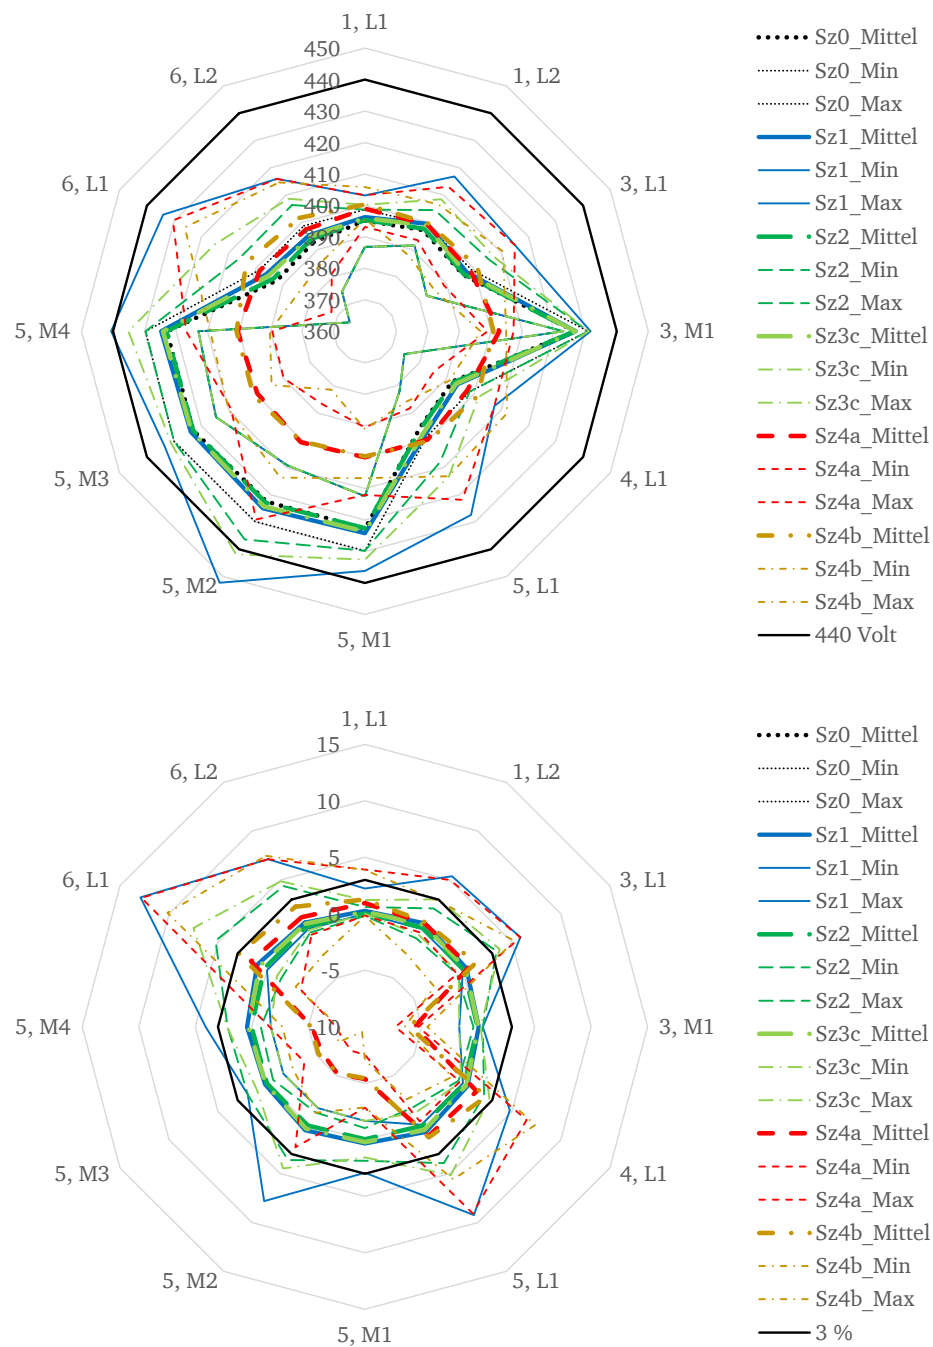 1, L1
450
440
430
420
410
400
390
380
370
360
1, L2
3, L1
3, M1
4, L1
5, L1
5, M1
5, M2
5, M3
5, M4
6, L1
6, L2
Sz0_Mittel
Sz0_Min
Sz0_Max
Sz1_Mittel
Sz1_Min
Sz1_Max
Sz2_Mittel
Sz2_Min
Sz2_Max
Sz3c_Mittel
Sz3c_Min
Sz3c_Max
Sz4a_Mittel
Sz4a_Min
Sz4a_Max
Sz4b_Mittel
Sz4b_Min
Sz4b_Max
440 Volt
1, L1
15
10
5
0
-5
-10
1, L2
3, L1
3, M1
4, L1
5, L1
5, M1
5, M2
5, M3
5, M4
6, L1
6, L2
Sz0_Mittel
Sz0_Min
Sz0_Max
Sz1_Mittel
Sz1_Min
Sz1_Max
Sz2_Mittel
Sz2_Min
Sz2_Max
Sz3c_Mittel
Sz3c_Min
Sz3c_Max
Sz4a_Mittel
Sz4a_Min
Sz4a_Max
Sz4b_Mittel
Sz4b_Min
Sz4b_Max
3 %